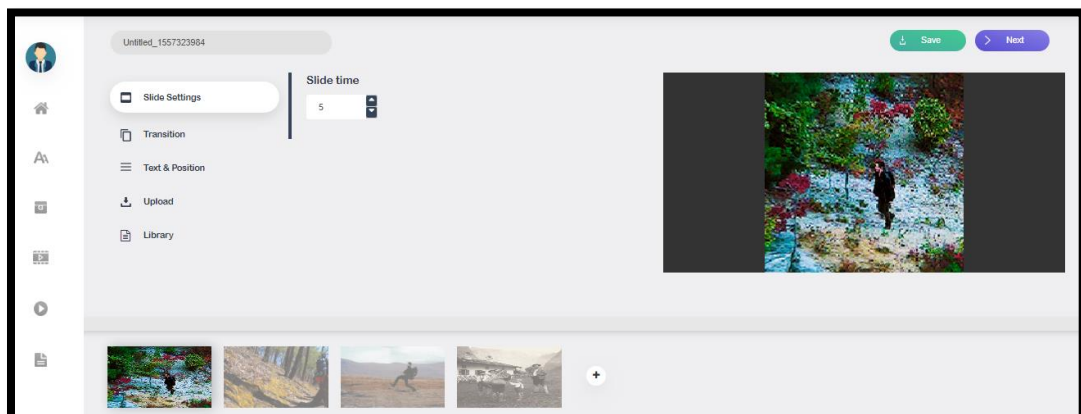 Untitled_1557323984
Save
Next
Slide Settings
Transition
Text & Position
Upload
Library
Slide time
5